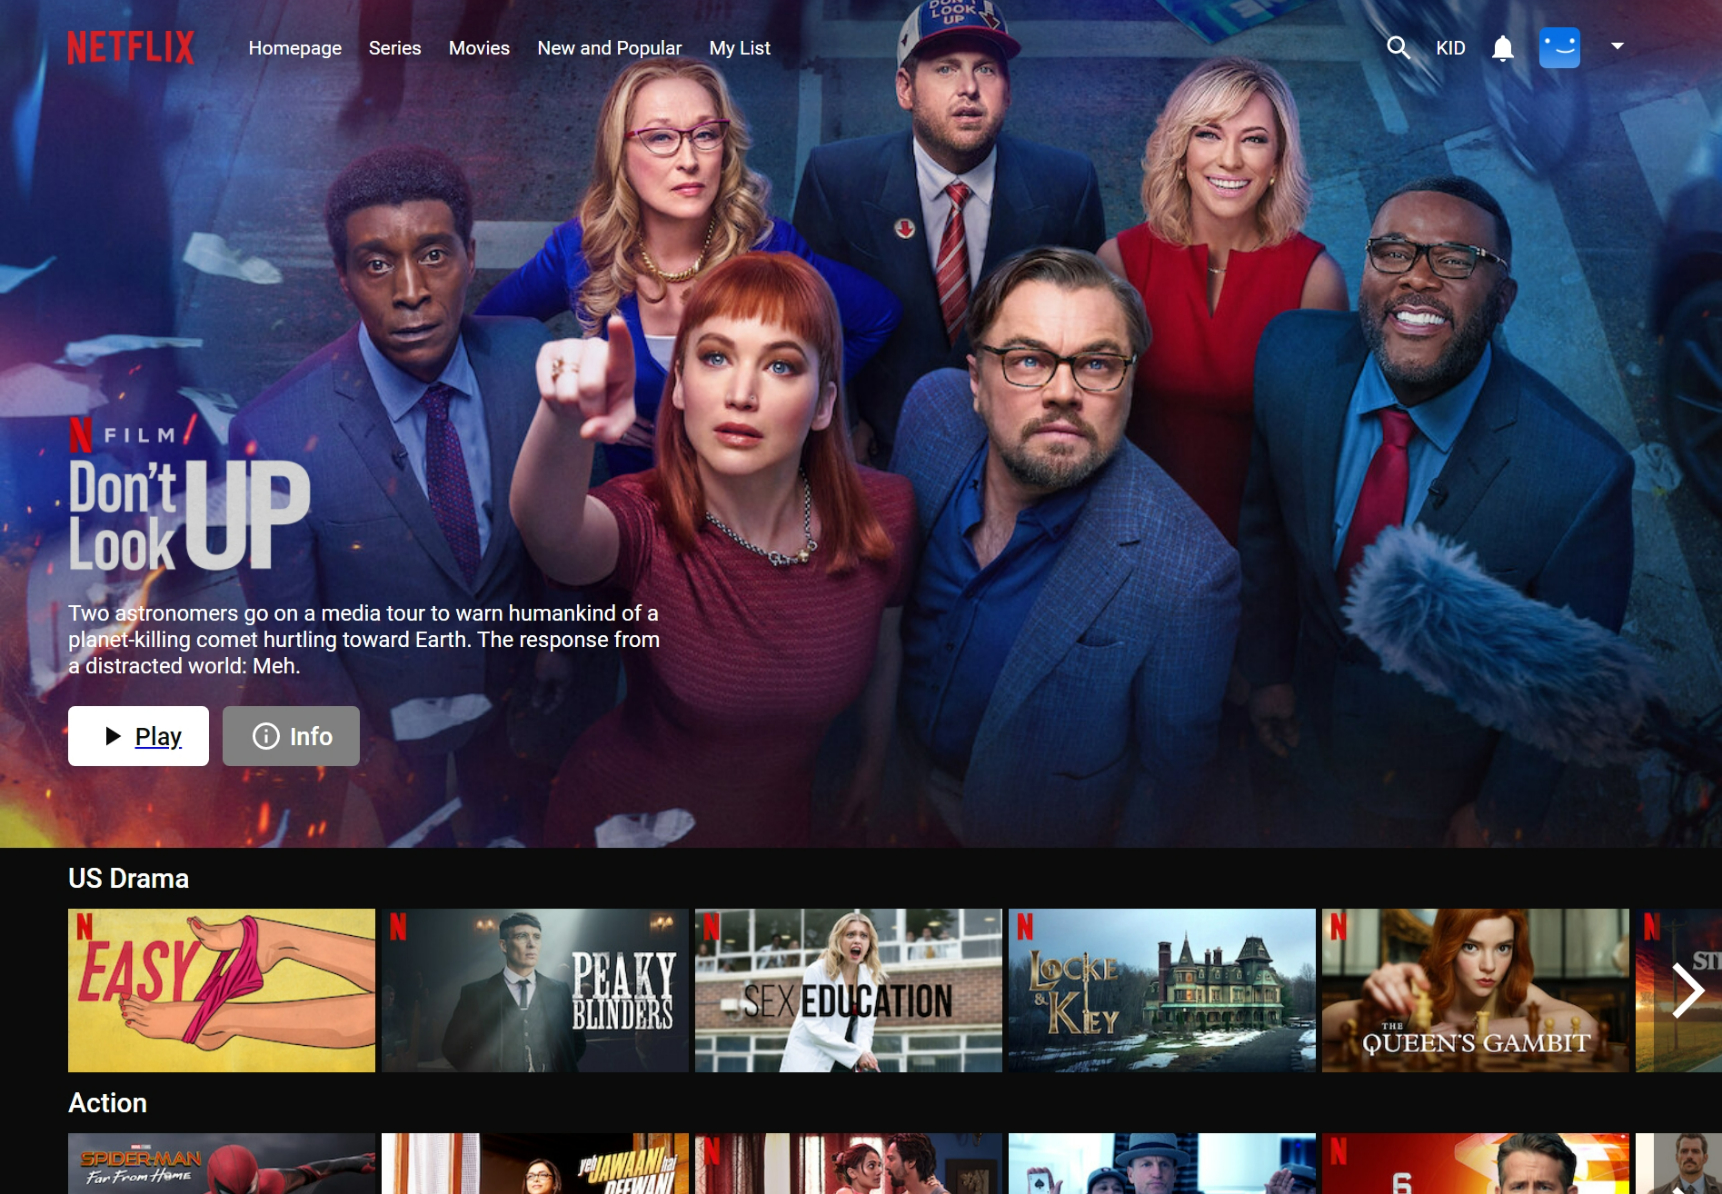 NETFLIX
Homepage
Series
Movies
New and Popular
My List
KID
DON'T
LOOK
UP
N FILM
Don't
Look UP
Two astronomers go on a media tour to warn humankind of a
planet-killing comet hurtling toward Earth. The response from
a distracted world: Meh.
Play
Info
US Drama
N
EASY
N
PEAKY
BLINDERS
N
SEX EDUCATION
N
LOCKE
& KEY
N
THE
QUEEN'S GAMBIT
N
ST
Action
SPIDER-MAN
Far From Home
yeh JAWAANI hai
DEEWANI
N
N
6